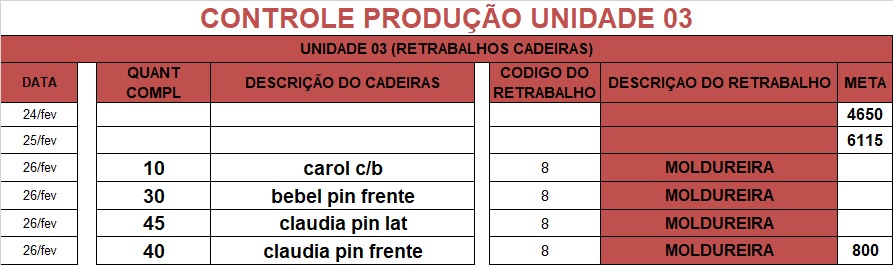 CONTROLE PRODUÇÃO UNIDADE 03
UNIDADE 03 (RETRABALHOS CADEIRAS)
DATA QUANT COMPL DESCRIÇÃO DO CADEIRAS CODIGO DO RETRABALHO DESCRIÇAO DO RETRABALHO META
24/fev 4650
25/fev 6115
26/fev 10 carol c/b 8 MOLDUREIRA
26/fev 30 bebel pin frente 8 MOLDUREIRA
26/fev 45 claudia pin lat 8 MOLDUREIRA
26/fev 40 claudia pin frente 8 MOLDUREIRA 800